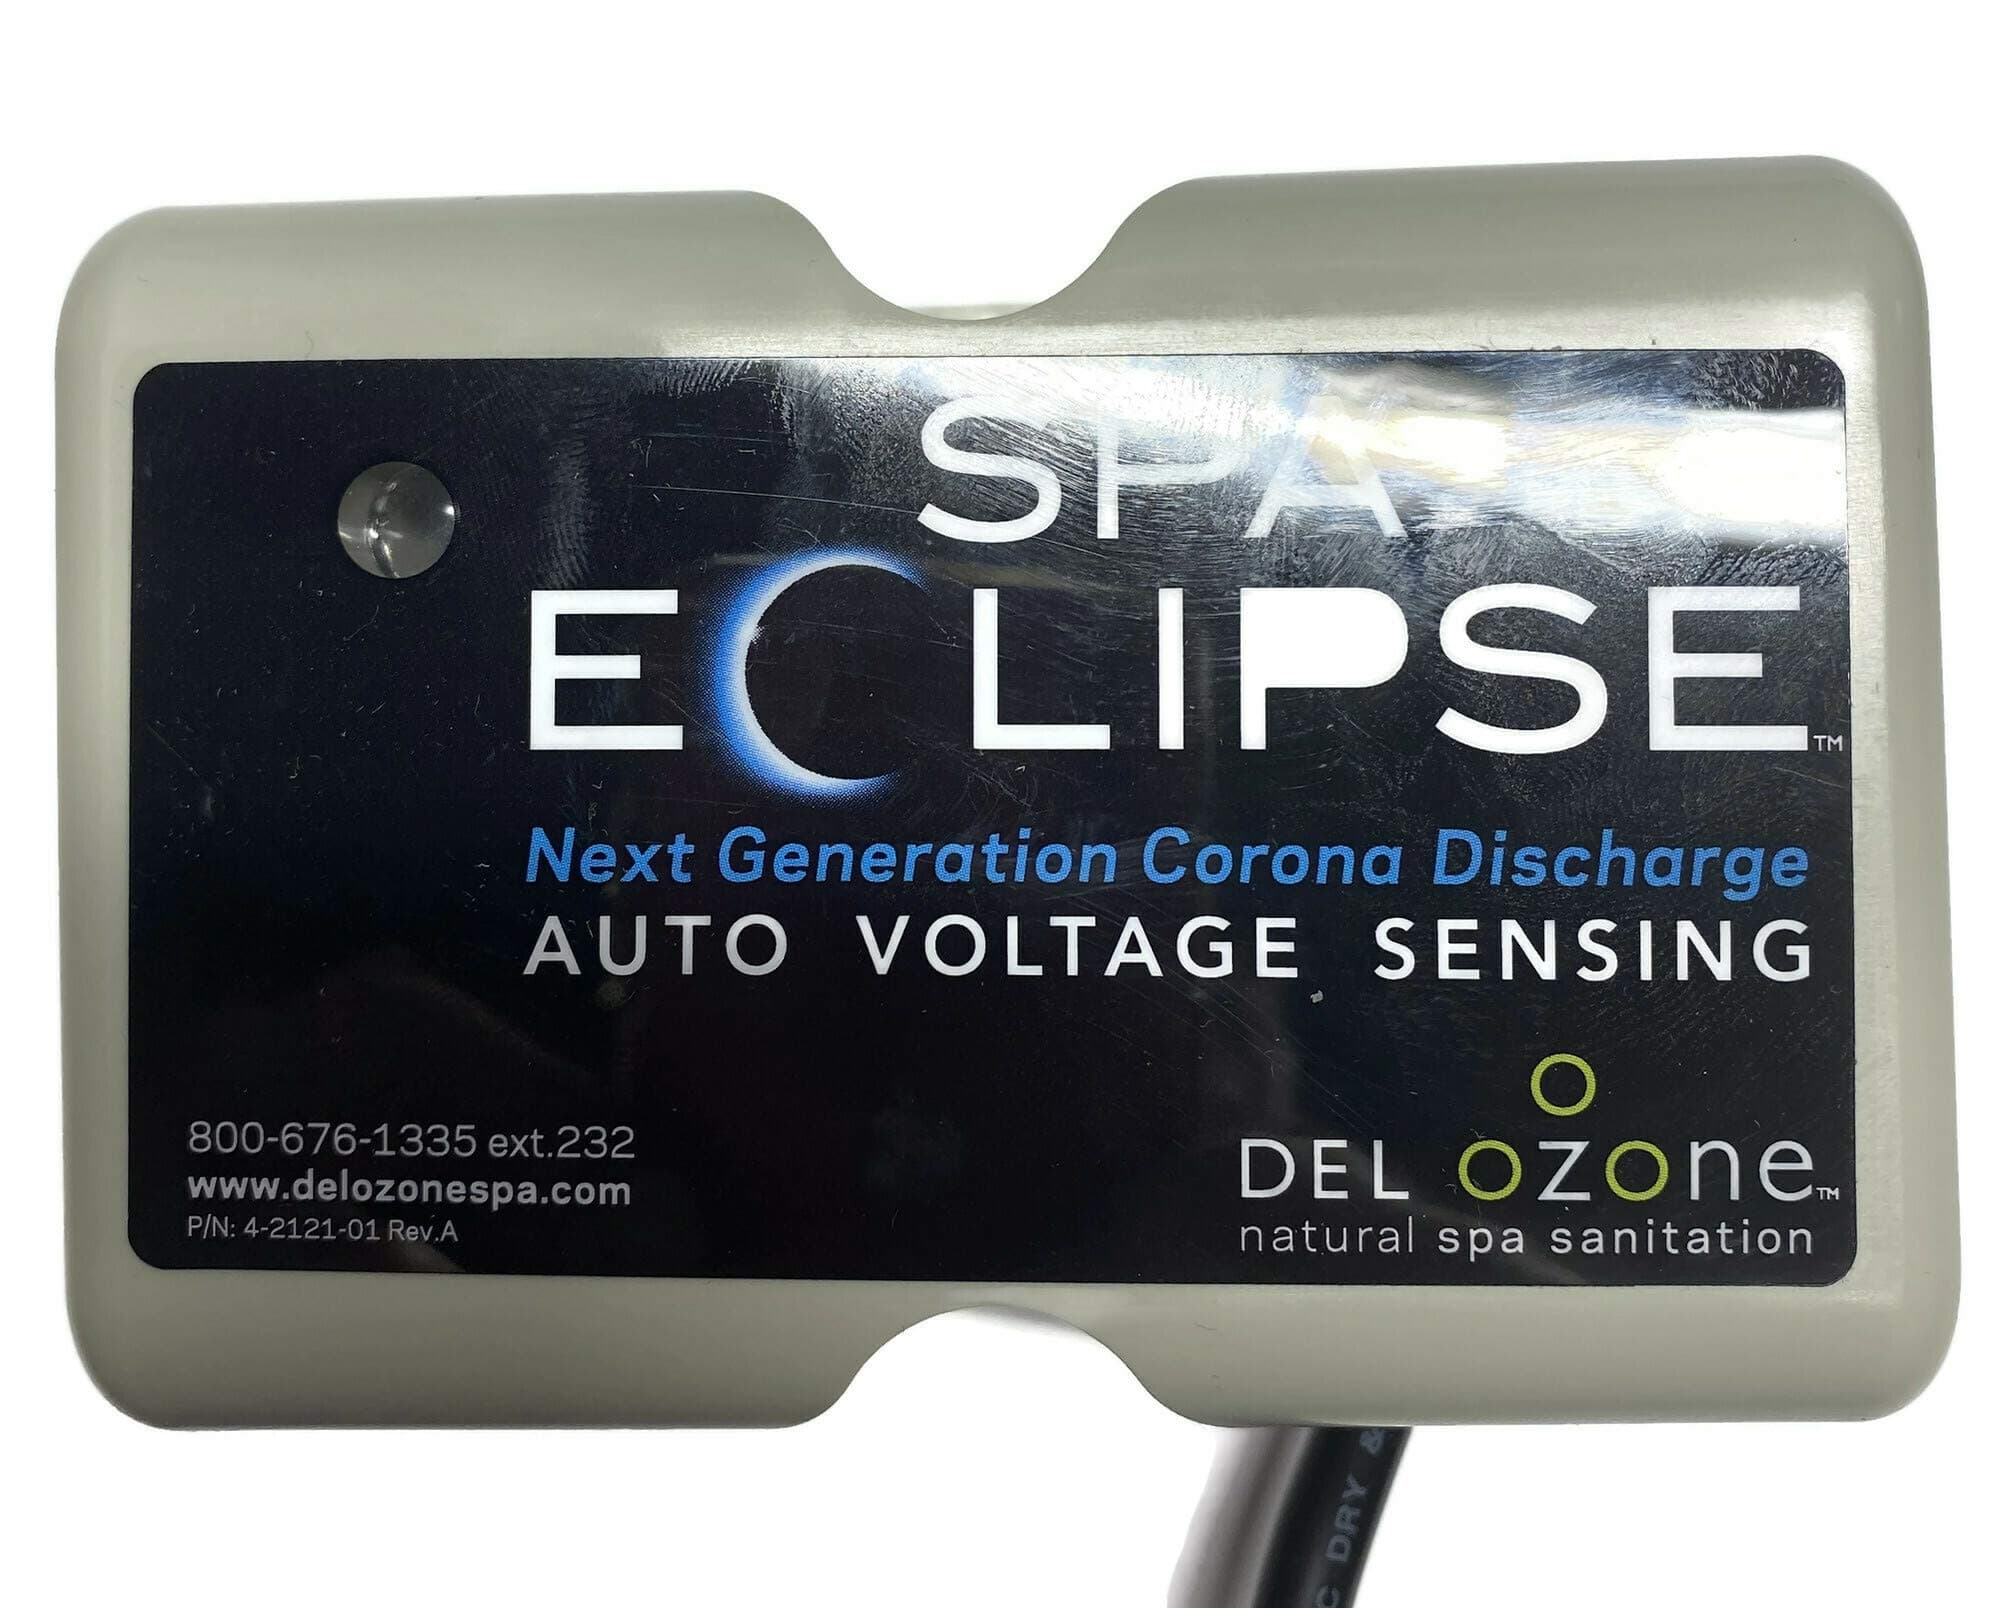 SPA
ECLIPSE™
Next Generation Corona Discharge
AUTO VOLTAGE SENSING
800-676-1335 ext.232
www.delozonespa.com
P/N: 4-2121-01 Rev.A
DEL ozone™
natural spa sanitation
C DRY &